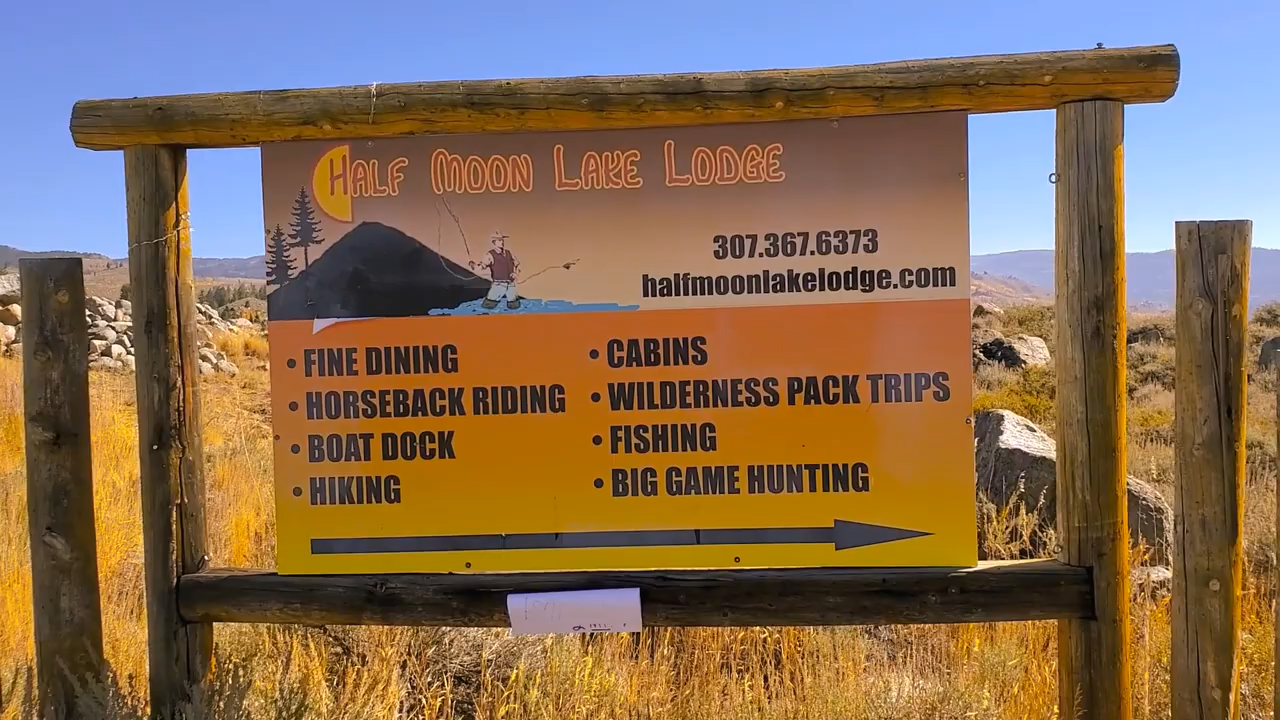 HALF MOON LAKE LODGE
307.367.6373
halfmoonlakelodge.com
• FINE DINING
• HORSEBACK RIDING
• BOAT DOCK
• HIKING
• CABINS
• WILDERNESS PACK TRIPS
• FISHING
• BIG GAME HUNTING